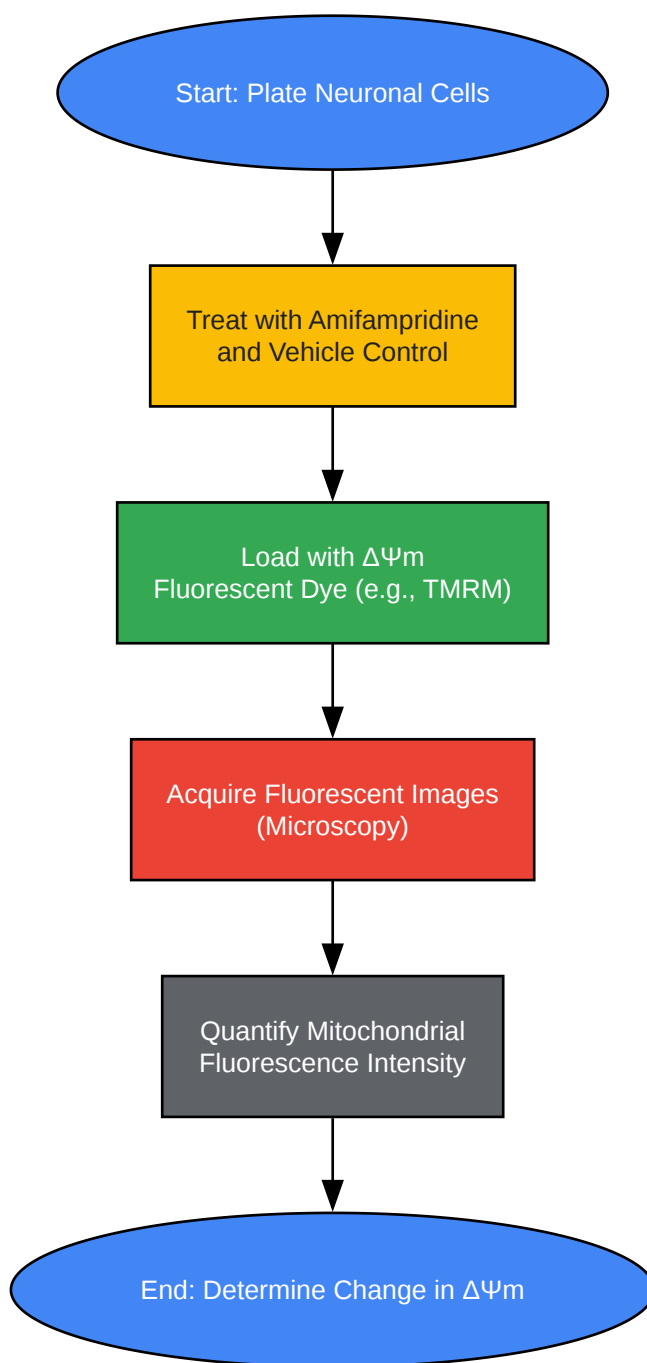 Start: Plate Neuronal Cells
Treat with Amifampridine
and Vehicle Control
Load with ΔΨm
Fluorescent Dye (e.g., TMRM)
Acquire Fluorescent Images
(Microscopy)
Quantify Mitochondrial
Fluorescence Intensity
End: Determine Change in ΔΨm